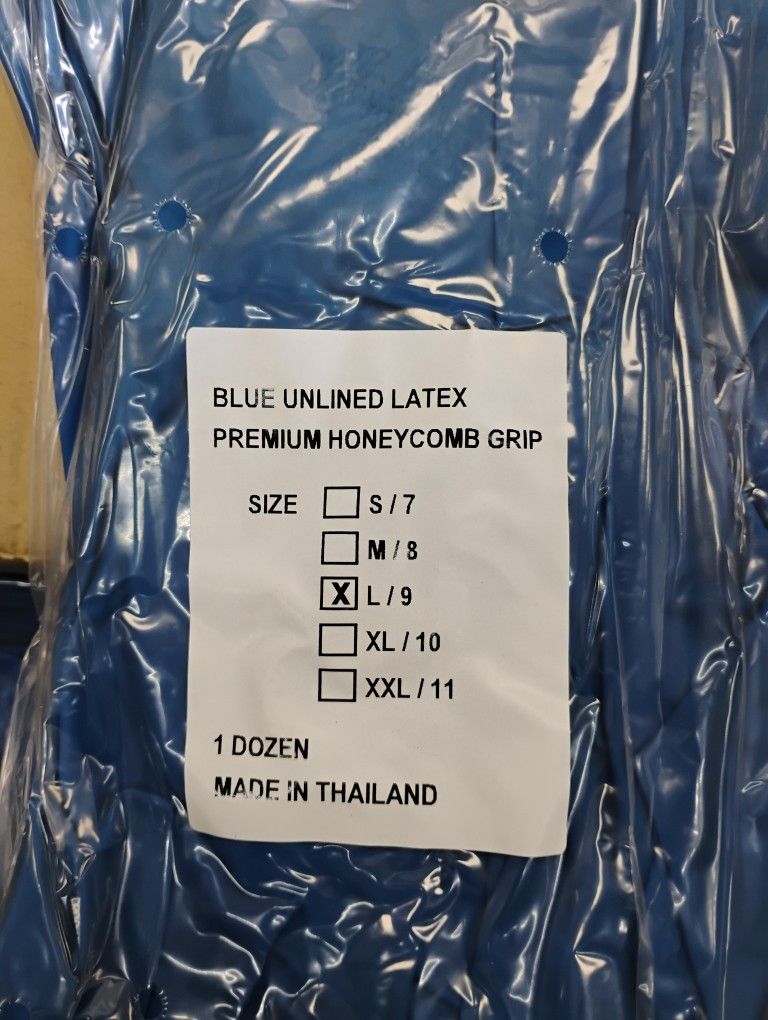 BLUE UNLINED LATEX
PREMIUM HONEYCOMB GRIP
SIZE S / 7
M / 8
X L / 9
XL / 10
XXL / 11
1 DOZEN
MADE IN THAILAND